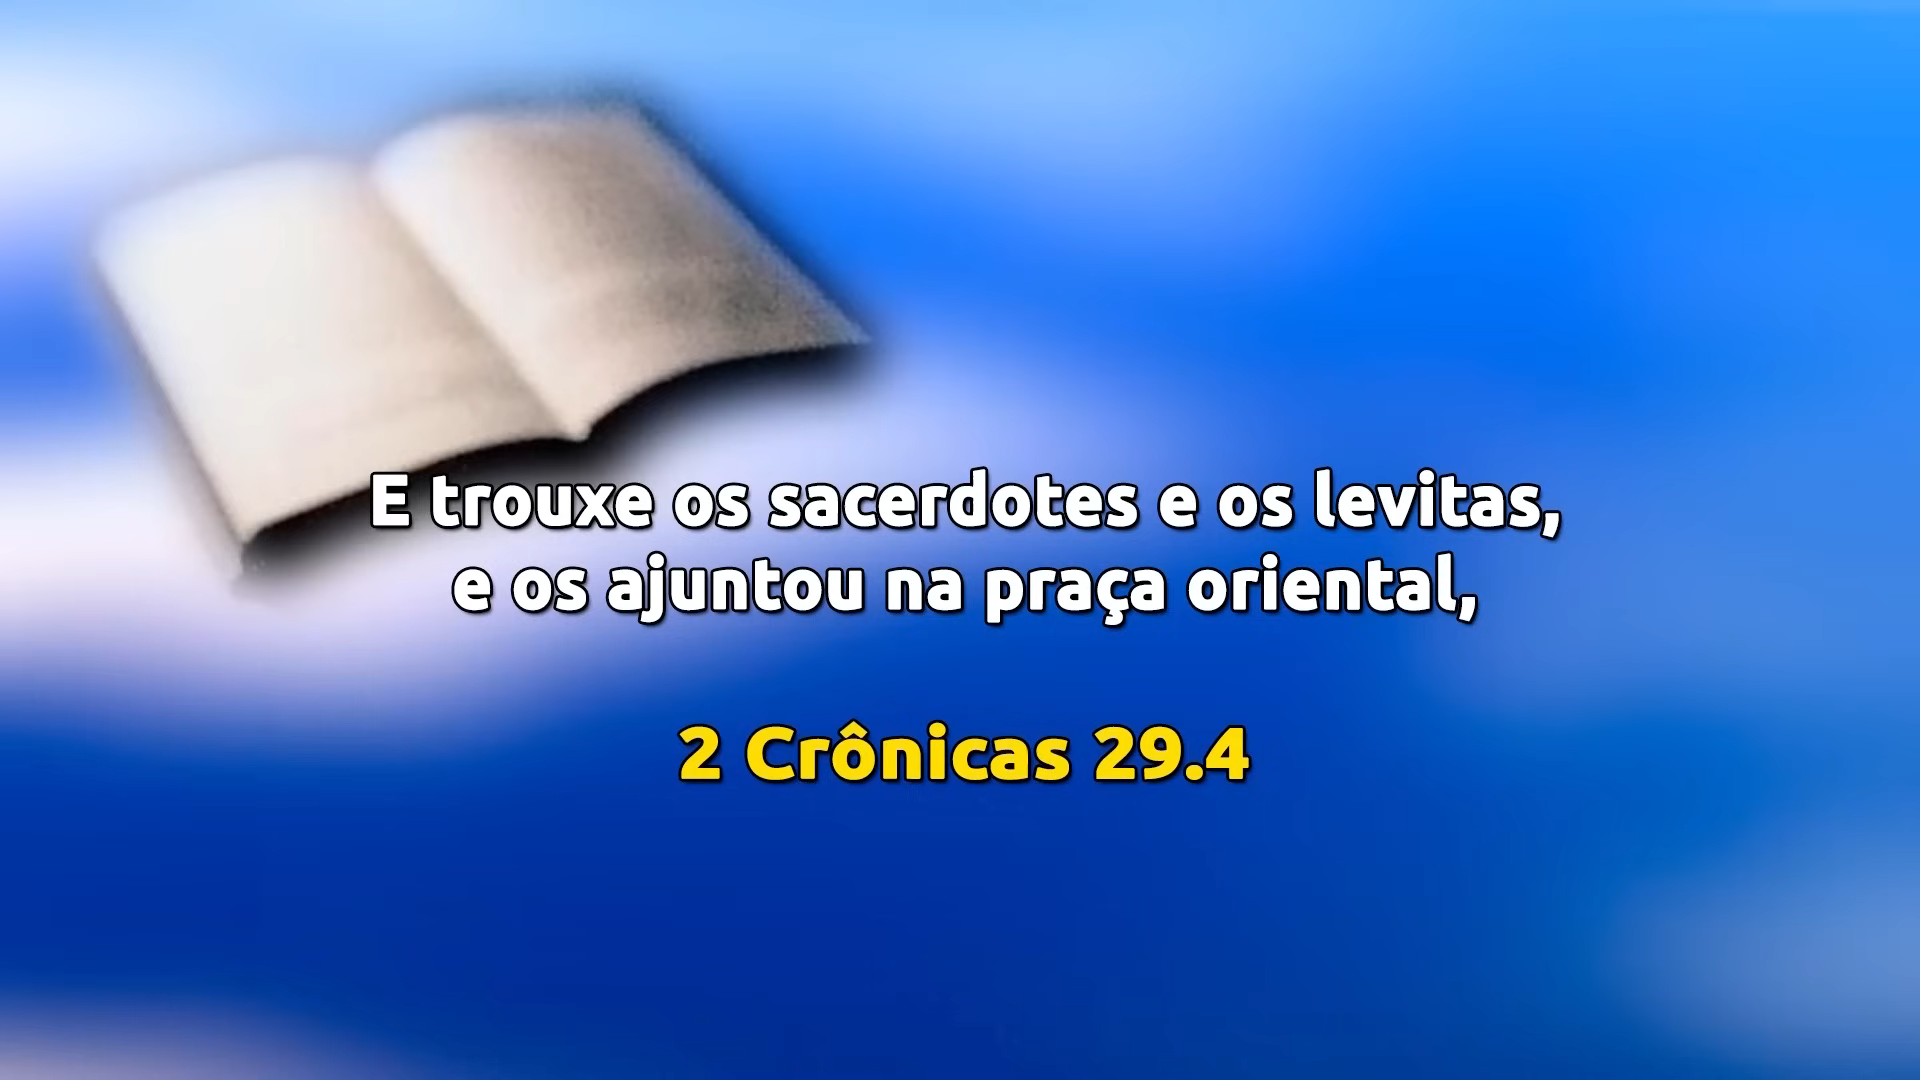 E trouxe os sacerdotes e os levitas,
e os ajuntou na praça oriental,
2 Crônicas 29.4